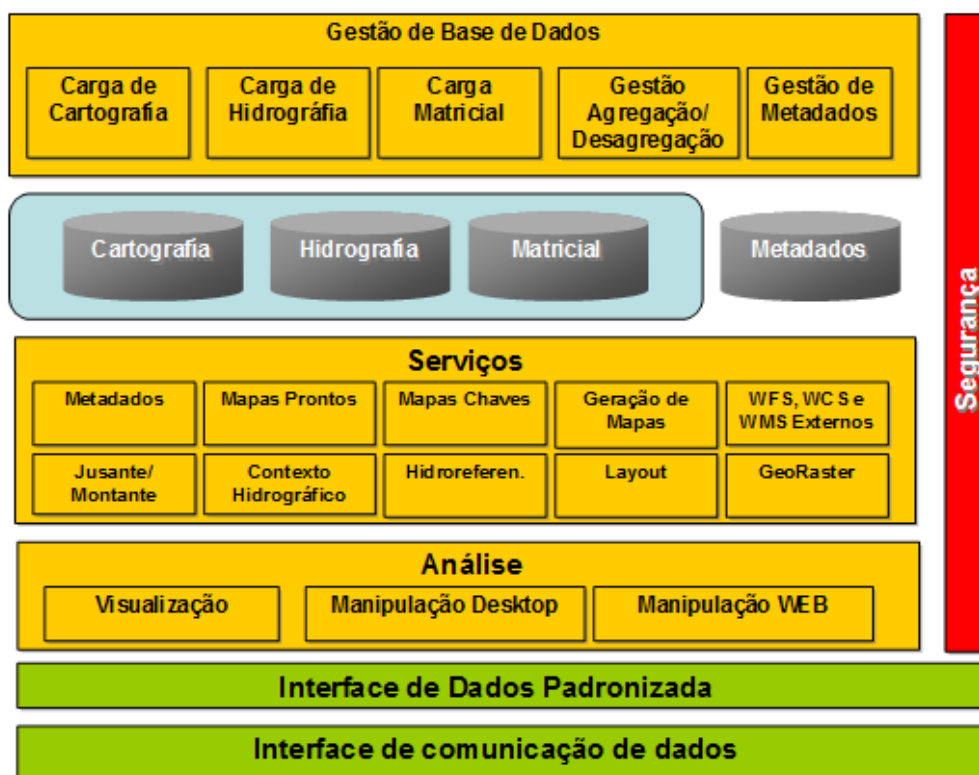 Gestão de Base de Dados
Carga de
Cartografia
Carga de
Hidrográfia
Carga
Matricial
Gestão
Agregação/
Desagregação
Gestão de
Metadados
Cartografia
Hidrografia
Matricial
Metadados
Serviços
Metadados
Mapas Prontos
Mapas Chaves
Geração de
Mapas
WFS, WCS e
WMS Externos
Jusante/
Montante
Contexto
Hidrográfico
Hidroreferen.
Layout
GeoRaster
Análise
Visualização
Manipulação Desktop
Manipulação WEB
Segurança
Interface de Dados Padronizada
Interface de comunicação de dados